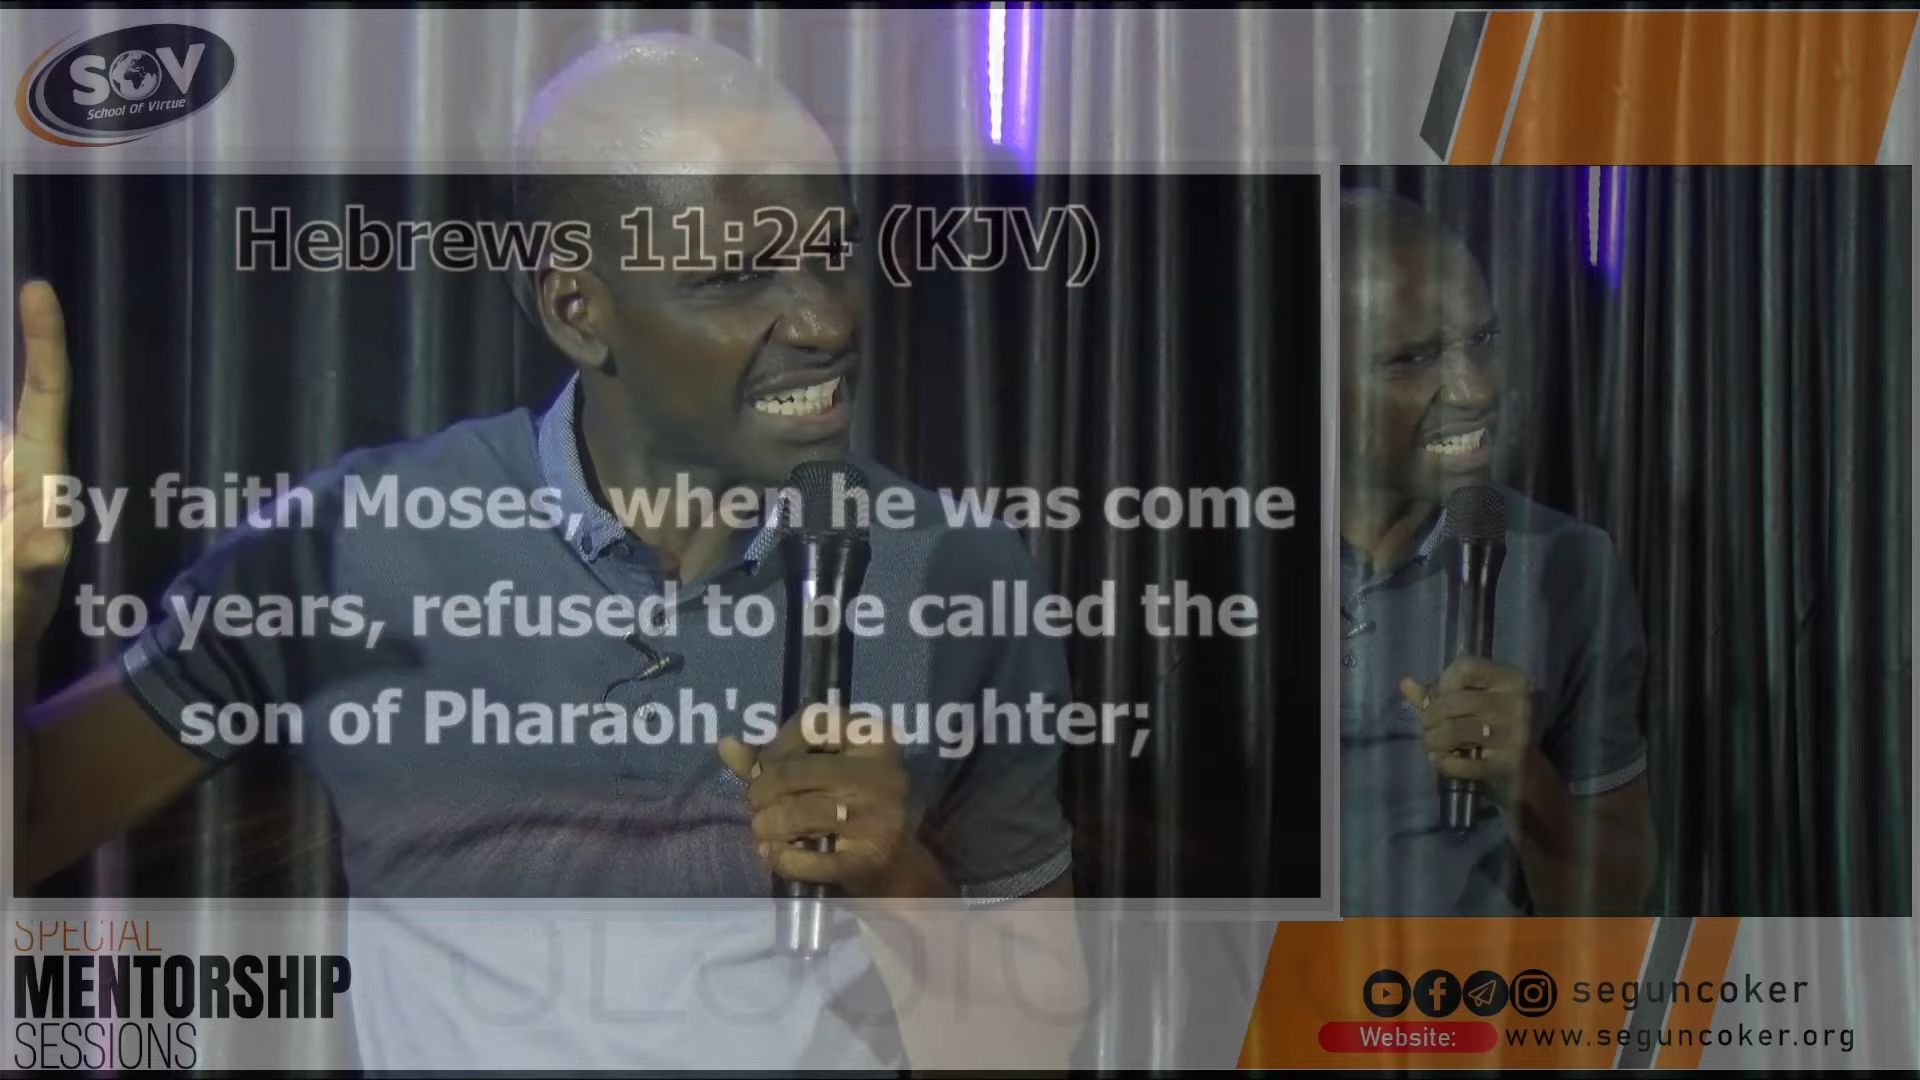 SOV
School Of Virtue
Hebrews 11:24 (KJV)
By faith Moses, when he was come
to years, refused to be called the
son of Pharaoh's daughter;
SPECIAL
MENTORSHIP
SESSIONS
seguncoker
Website: www.seguncoker.org